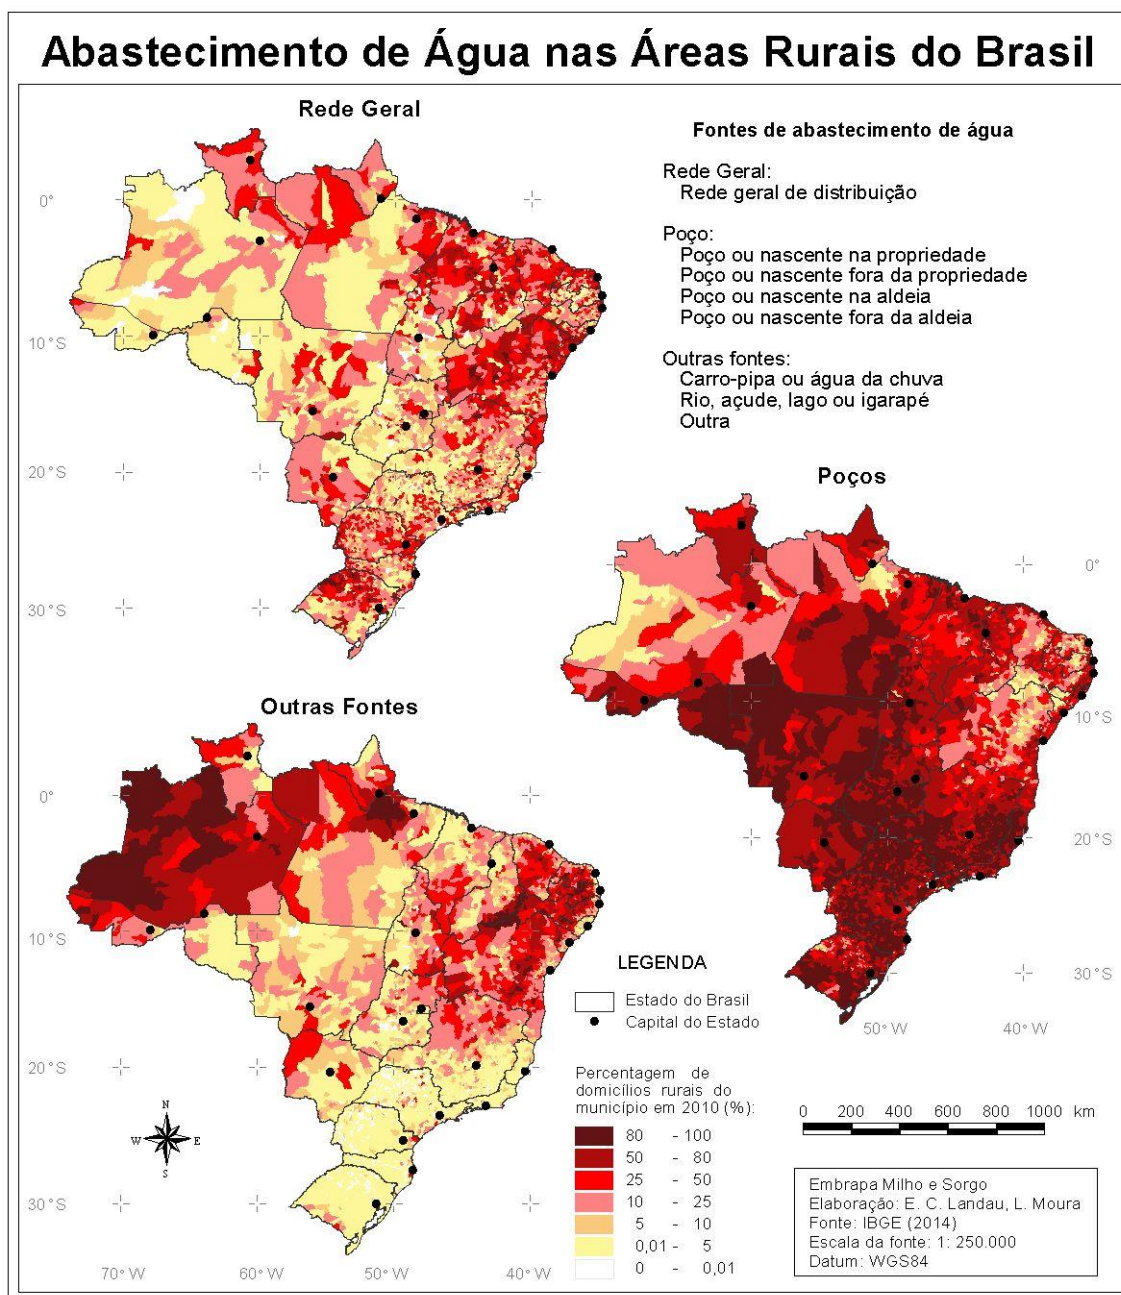 Abastecimento de Água nas Áreas Rurais do Brasil
Rede Geral
Fontes de abastecimento de água
Rede Geral:
Rede geral de distribuição
Poço:
Poço ou nascente na propriedade
Poço ou nascente fora da propriedade
Poço ou nascente na aldeia
Poço ou nascente fora da aldeia
Outras fontes:
Carro-pipa ou água da chuva
Rio, açude, lago ou igarapé
Outra
0°
10°S
20°S
30°S
Poços
0°
10°S
20°S
30°S
50°W
40°W
Outras Fontes
0°
10°S
20°S
30°S
70°W
60°W
50°W
40°W
N
W
E
S
LEGENDA
Estado do Brasil
Capital do Estado
Percentagem de
domicílios rurais do
município em 2010 (%):
80 - 100
50 - 80
25 - 50
10 - 25
5 - 10
0,01 - 5
0 - 0,01
0 200 400 600 800 1000 km
Embrapa Milho e Sorgo
Elaboração: E. C. Landau, L. Moura
Fonte: IBGE (2014)
Escala da fonte: 1: 250.000
Datum: WGS84